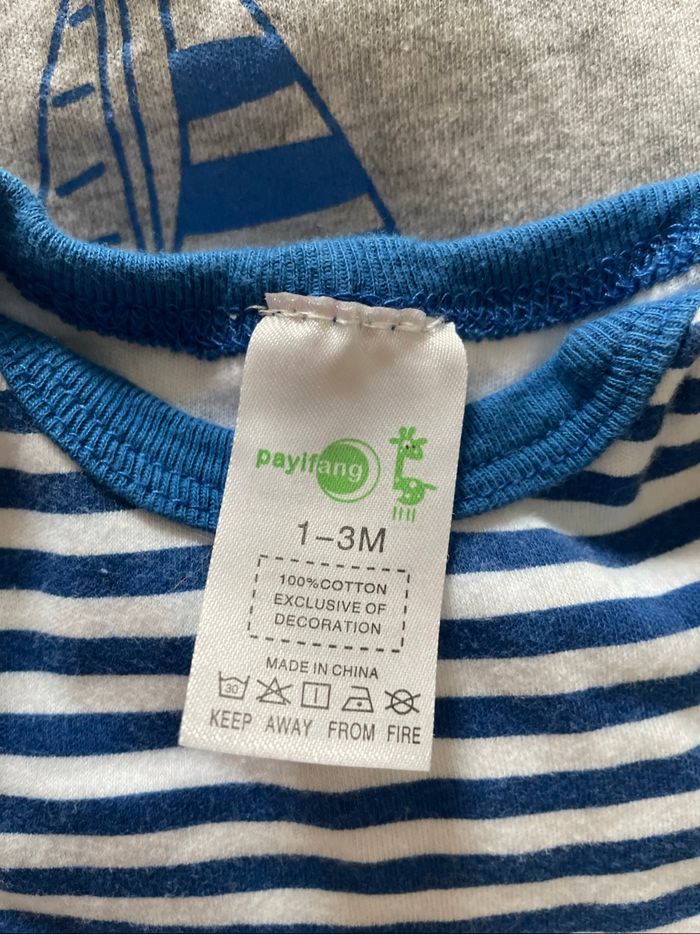 payifang
1-3M
100%COTTON
EXCLUSIVE OF
DECORATION
MADE IN CHINA
30
KEEP AWAY FROM FIRE